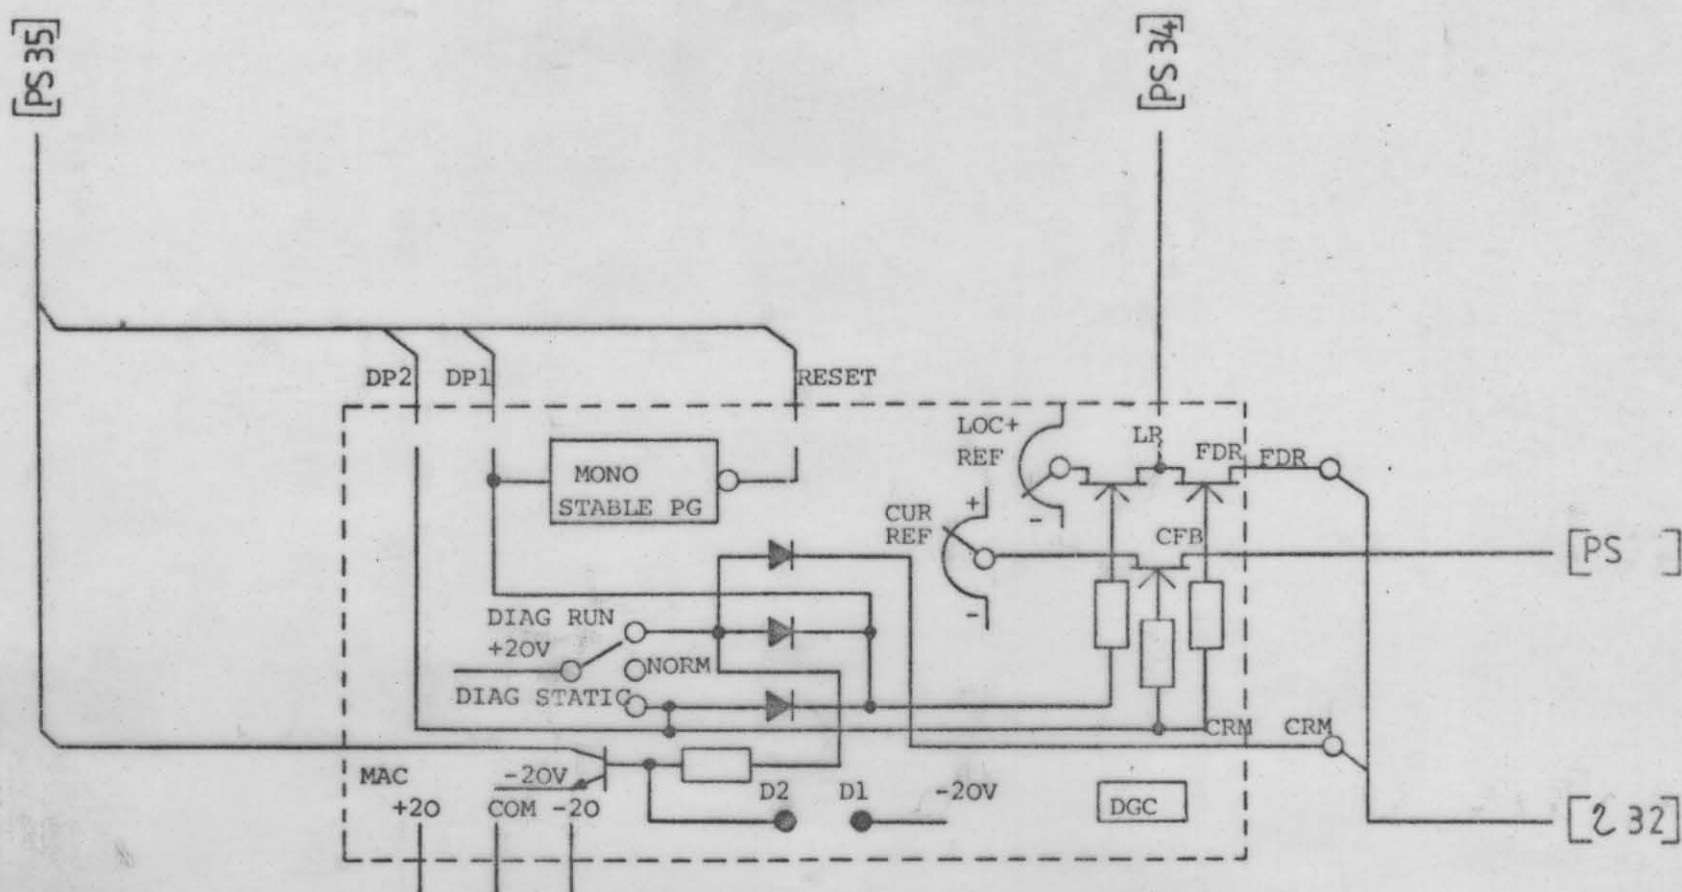 [PS 35]
[PS 34]
DP2 DP1 RESET
LOC+
REF
LR
FDR FDR
MONO
STABLE PG
CUR
REF
+
-
CFB
[PS ]
-
DIAG RUN
+20V
NORM
DIAG STATIC
CRM CRM
MAC
-20V
+20 COM -20
D2 D1 -20V
DGC
[2 32]